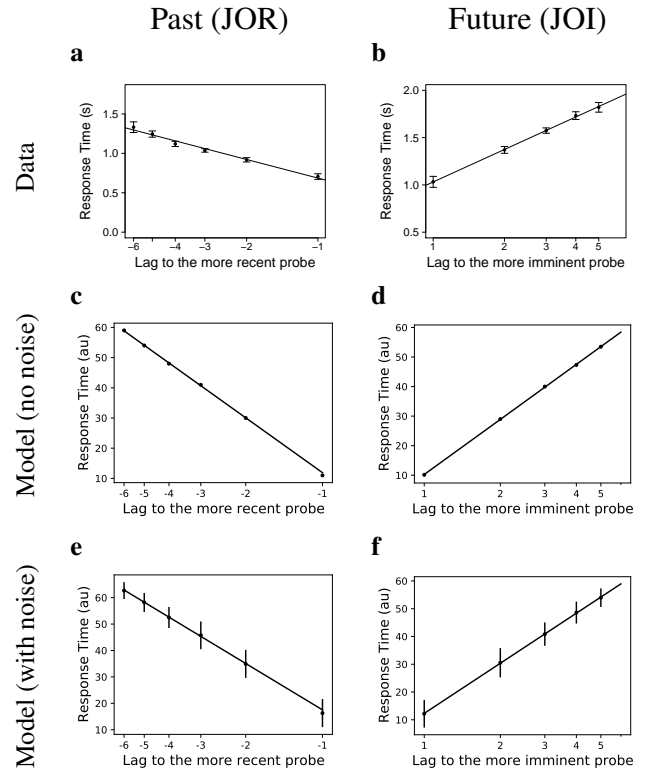 Past (JOR)
Future (JOI)
a
b
Data
Response Time (s)
1.5
1.0
0.5
0.0
−6 −4 −3 −2 −1
Lag to the more recent probe
Response Time (s)
2.0
1.5
1.0
0.5
1 2 3 4 5
Lag to the more imminent probe
c
d
Model (no noise)
Response Time (au)
60
50
40
30
20
10
-6 -5 -4 -3 -2 -1
Lag to the more recent probe
Response Time (au)
60
50
40
30
20
10
1 2 3 4 5
Lag to the more imminent probe
e
f
Model (with noise)
Response Time (au)
60
50
40
30
20
10
-6 -5 -4 -3 -2 -1
Lag to the more recent probe
Response Time (au)
60
50
40
30
20
10
1 2 3 4 5
Lag to the more imminent probe